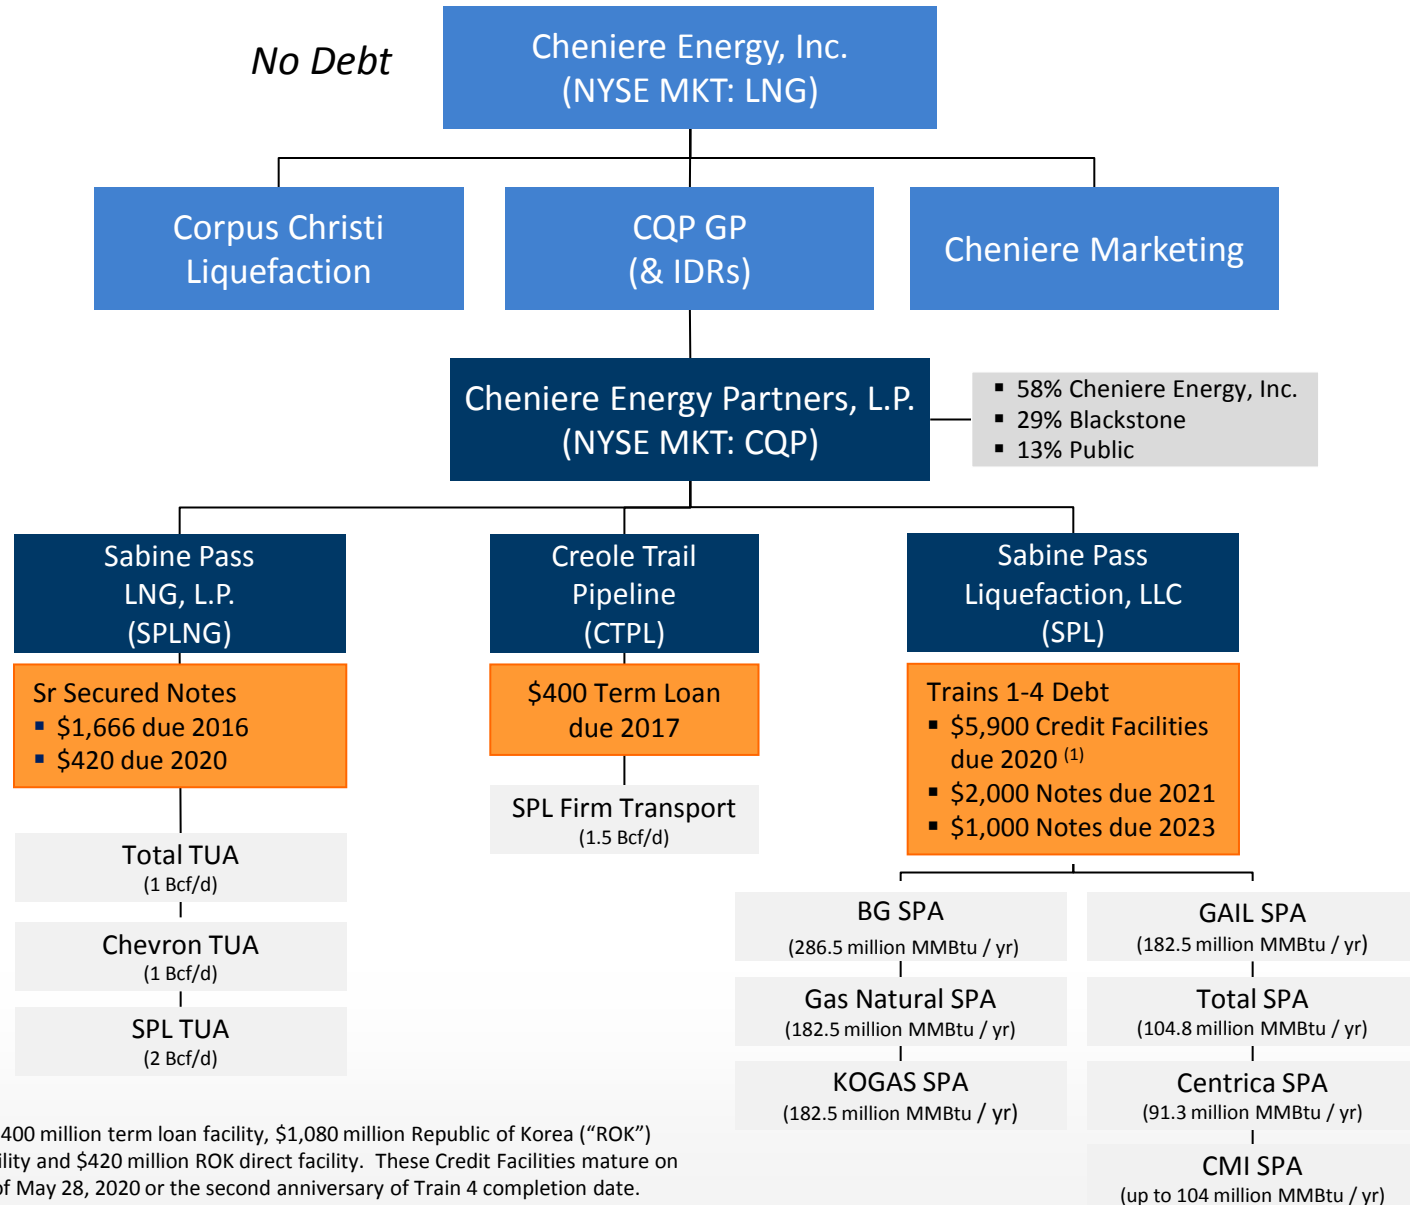 No Debt
Cheniere Energy, Inc.
(NYSE MKT: LNG)
Corpus Christi
Liquefaction
CQP GP
(& IDRs)
Cheniere Marketing
Cheniere Energy Partners, L.P.
(NYSE MKT: CQP)
▪ 58% Cheniere Energy, Inc.
▪ 29% Blackstone
▪ 13% Public
Sabine Pass
LNG, L.P.
(SPLNG)
Sr Secured Notes
▪ $1,666 due 2016
▪ $420 due 2020
Total TUA
(1 Bcf/d)
Chevron TUA
(1 Bcf/d)
SPL TUA
(2 Bcf/d)
Creole Trail
Pipeline
(CTPL)
$400 Term Loan
due 2017
SPL Firm Transport
(1.5 Bcf/d)
Sabine Pass
Liquefaction, LLC
(SPL)
Trains 1-4 Debt
▪ $5,900 Credit Facilities
due 2020 (1)
▪ $2,000 Notes due 2021
▪ $1,000 Notes due 2023
BG SPA
(286.5 million MMBtu / yr)
Gas Natural SPA
(182.5 million MMBtu / yr)
KOGAS SPA
(182.5 million MMBtu / yr)
GAIL SPA
(182.5 million MMBtu / yr)
Total SPA
(104.8 million MMBtu / yr)
Centrica SPA
(91.3 million MMBtu / yr)
CMI SPA
(up to 104 million MMBtu / yr)
400 million term loan facility, $1,080 million Republic of Korea (“ROK”)
and $420 million ROK direct facility. These Credit Facilities mature on
of May 28, 2020 or the second anniversary of Train 4 completion date.